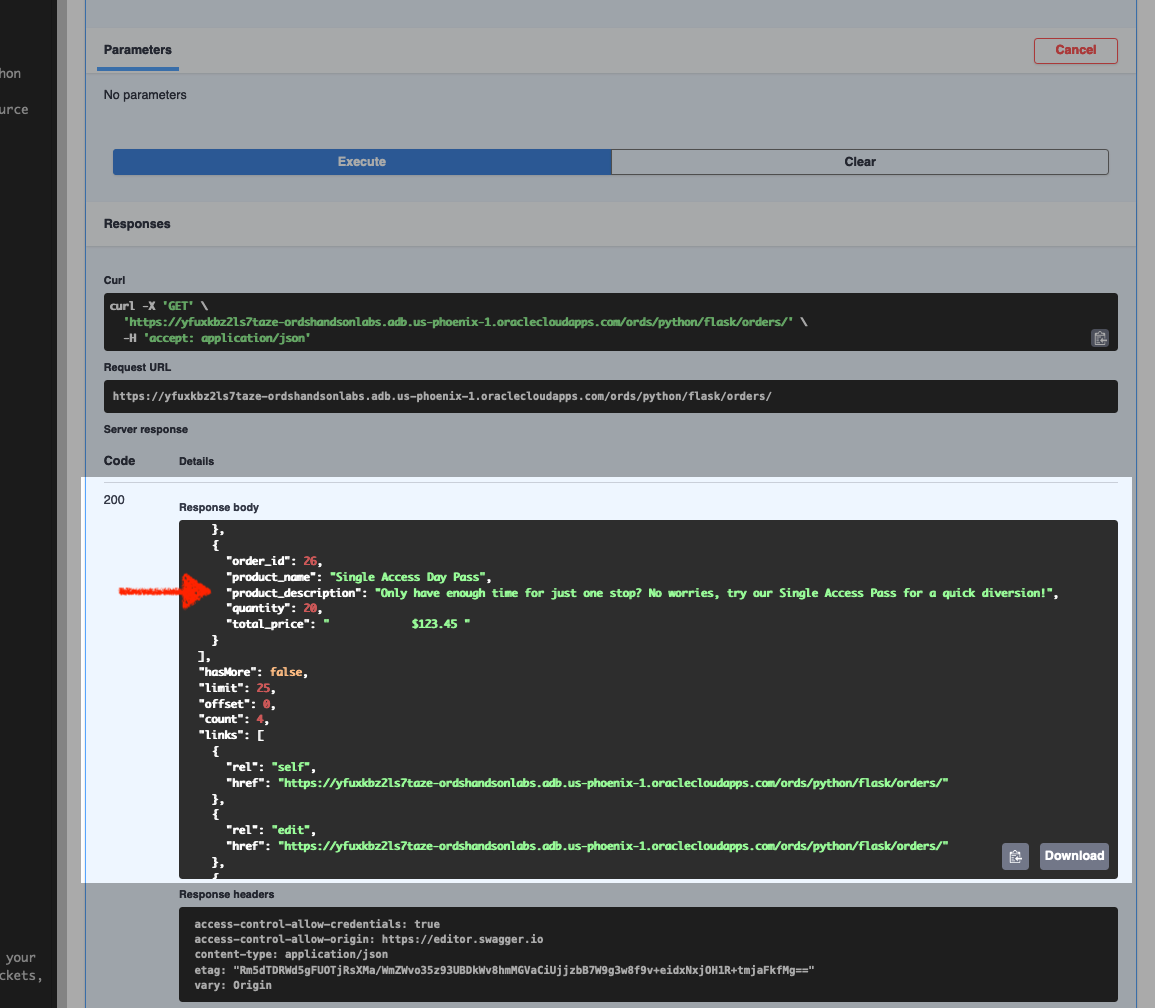 hon
urce
Parameters
Cancel
No parameters
Execute
Clear
Responses
Curl
curl -X 'GET' \
'https://yfuxkbz2ls7taze-ordshandsonlabs.adb.us-phoenix-1.oraclecloudapps.com/ords/python/flask/orders/' \
-H 'accept: application/json'
Request URL
https://yfuxkbz2ls7taze-ordshandsonlabs.adb.us-phoenix-1.oraclecloudapps.com/ords/python/flask/orders/
Server response
Code Details
200
Response body
},
{
"order_id": 26,
"product_name": "Single Access Day Pass",
"product_description": "Only have enough time for just one stop? No worries, try our Single Access Pass for a quick diversion!",
"quantity": 20,
"total_price": "            $123.45 "
}
],
"hasMore": false,
"limit": 25,
"offset": 0,
"count": 4,
"links": [
{
"rel": "self",
"href": "https://yfuxkbz2ls7taze-ordshandsonlabs.adb.us-phoenix-1.oraclecloudapps.com/ords/python/flask/orders/"
},
{
"rel": "edit",
"href": "https://yfuxkbz2ls7taze-ordshandsonlabs.adb.us-phoenix-1.oraclecloudapps.com/ords/python/flask/orders/"
},
{
Download
Response headers
access-control-allow-credentials: true
access-control-allow-origin: https://editor.swagger.io
content-type: application/json
etag: "Rm5dTDRWd5gFUOTjRsXMa/WmZWvo35z93UBDkWv8hmMGVaCiUjjzbB7W9g3w8f9v+eidxNxjOH1R+tmjaFkfMg=="
vary: Origin
your
ckets,